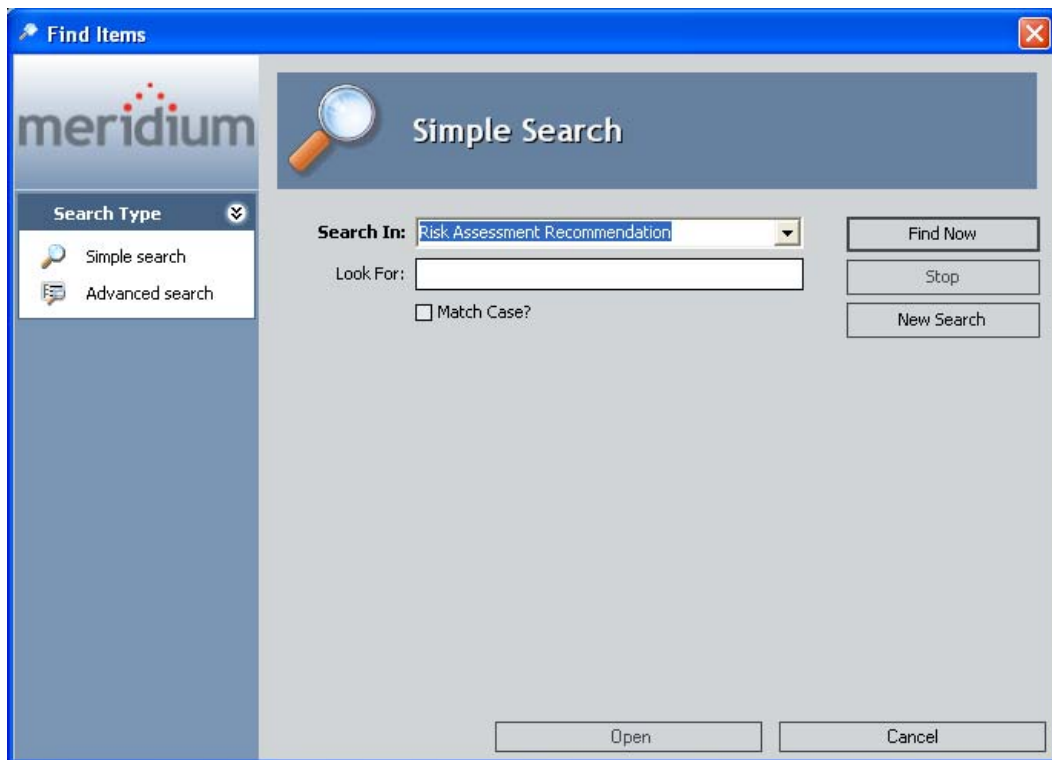 Find Items
meridium
Simple Search
Search Type
Simple search
Advanced search
Search In: Risk Assessment Recommendation
Find Now
Look For:
Stop
Match Case?
New Search
Open
Cancel